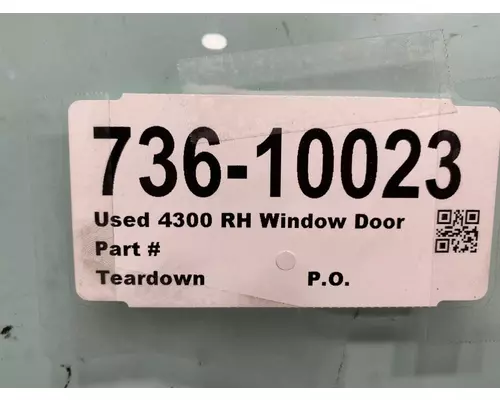 736-10023
Used 4300 RH Window Door
Part #
Teardown P.O.